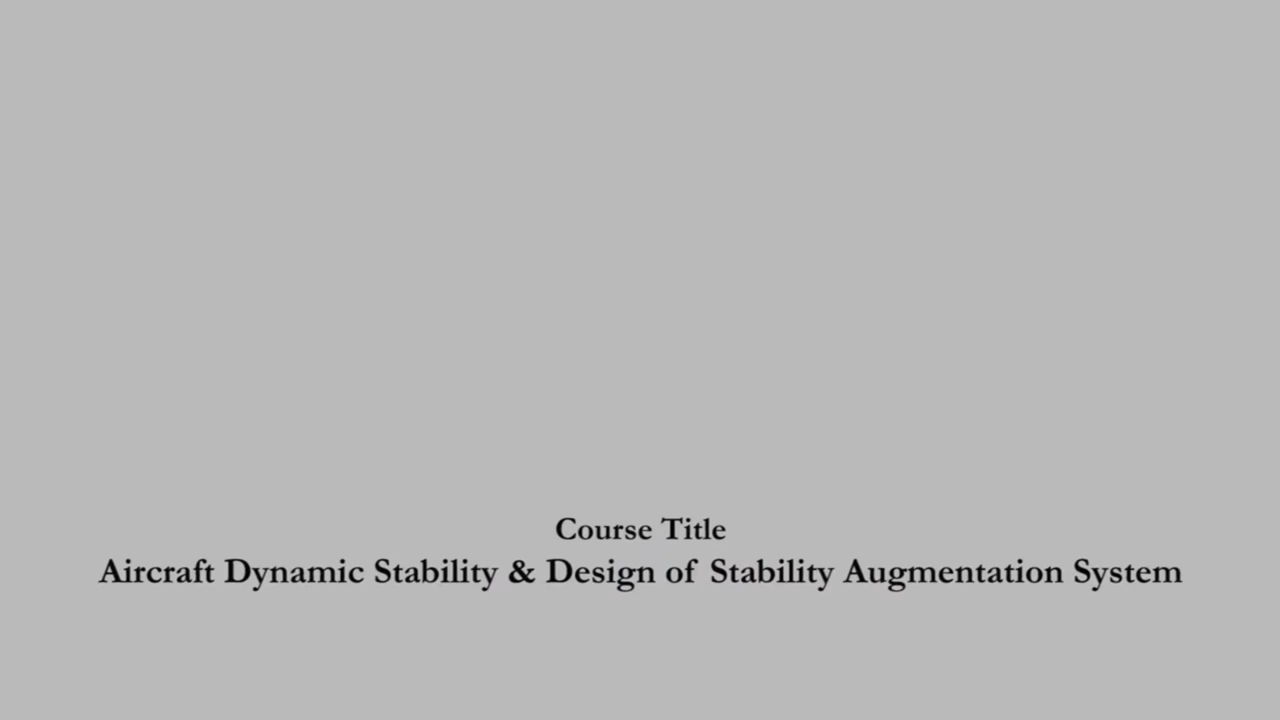 Course Title
Aircraft Dynamic Stability & Design of Stability Augmentation System